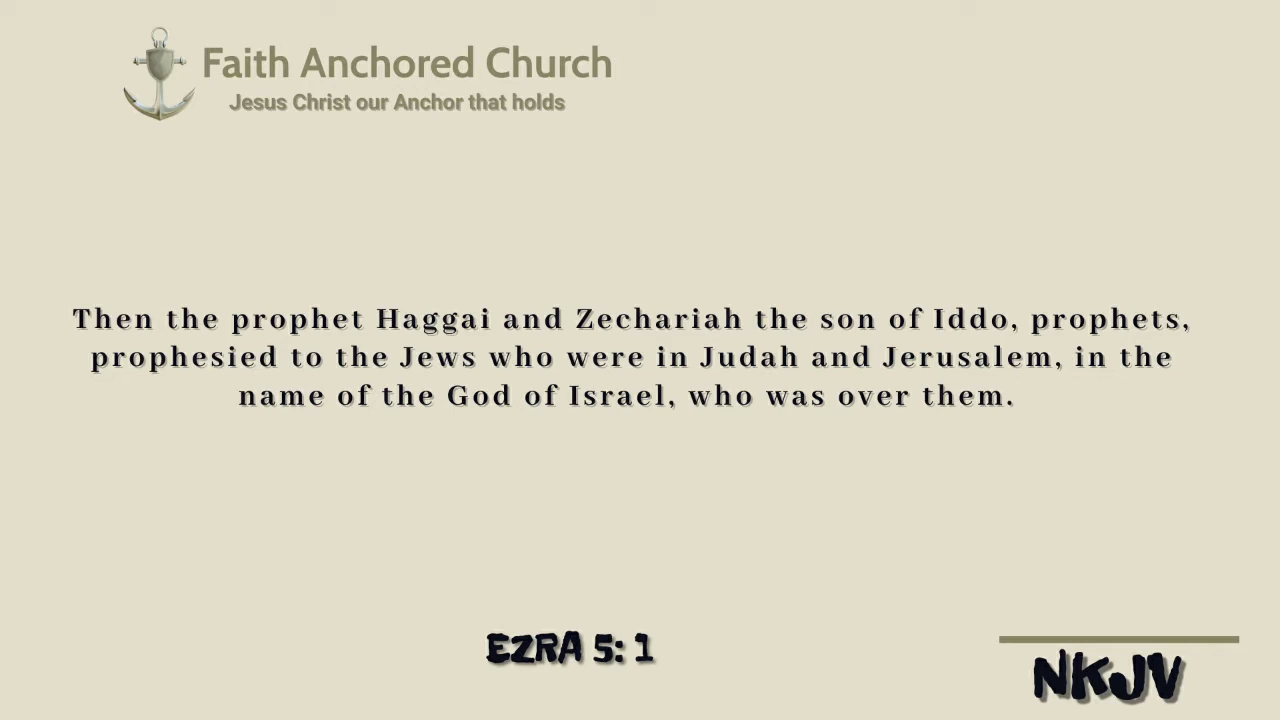 Faith Anchored Church
Jesus Christ our Anchor that holds
Then the prophet Haggai and Zechariah the son of Iddo, prophets,
prophesied to the Jews who were in Judah and Jerusalem, in the
name of the God of Israel, who was over them.
EZRA 5: 1
NKJV